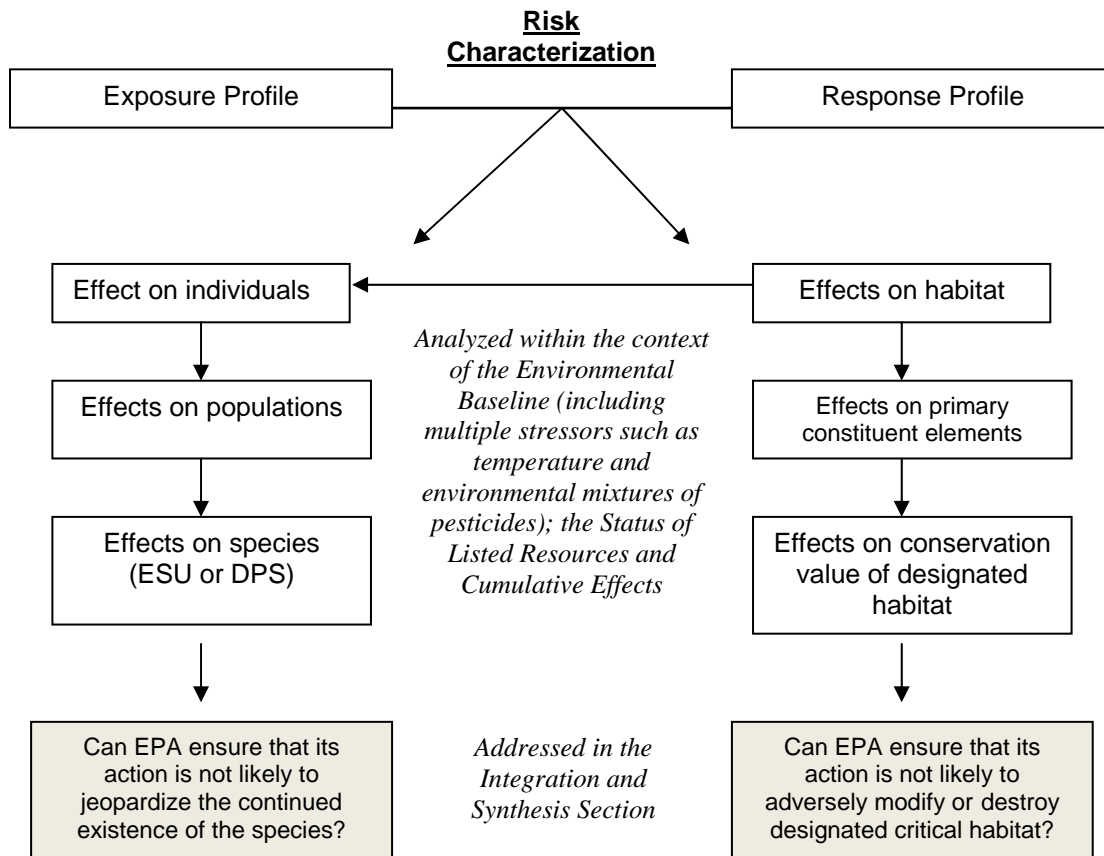 Risk
Characterization
Exposure Profile
Response Profile
Effect on individuals
Effects on habitat
Analyzed within the context
of the Environmental
Baseline (including
multiple stressors such as
temperature and
environmental mixtures of
pesticides); the Status of
Listed Resources and
Cumulative Effects
Effects on populations
Effects on primary
constituent elements
Effects on species
(ESU or DPS)
Effects on conservation
value of designated
habitat
Can EPA ensure that its
action is not likely to
jeopardize the continued
existence of the species?
Addressed in the
Integration and
Synthesis Section
Can EPA ensure that its
action is not likely to
adversely modify or destroy
designated critical habitat?